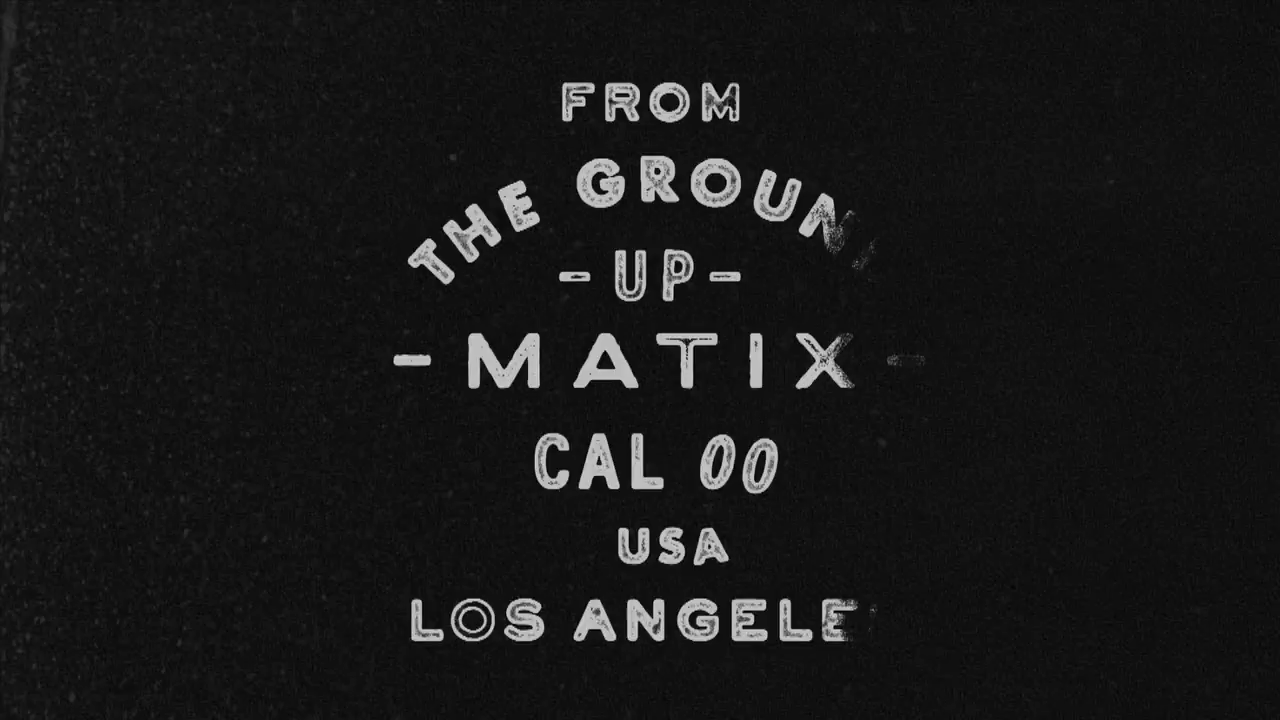 FROM
THE GROUN
-UP-
-MATIX-
CAL 00
USA
LOS ANGELE